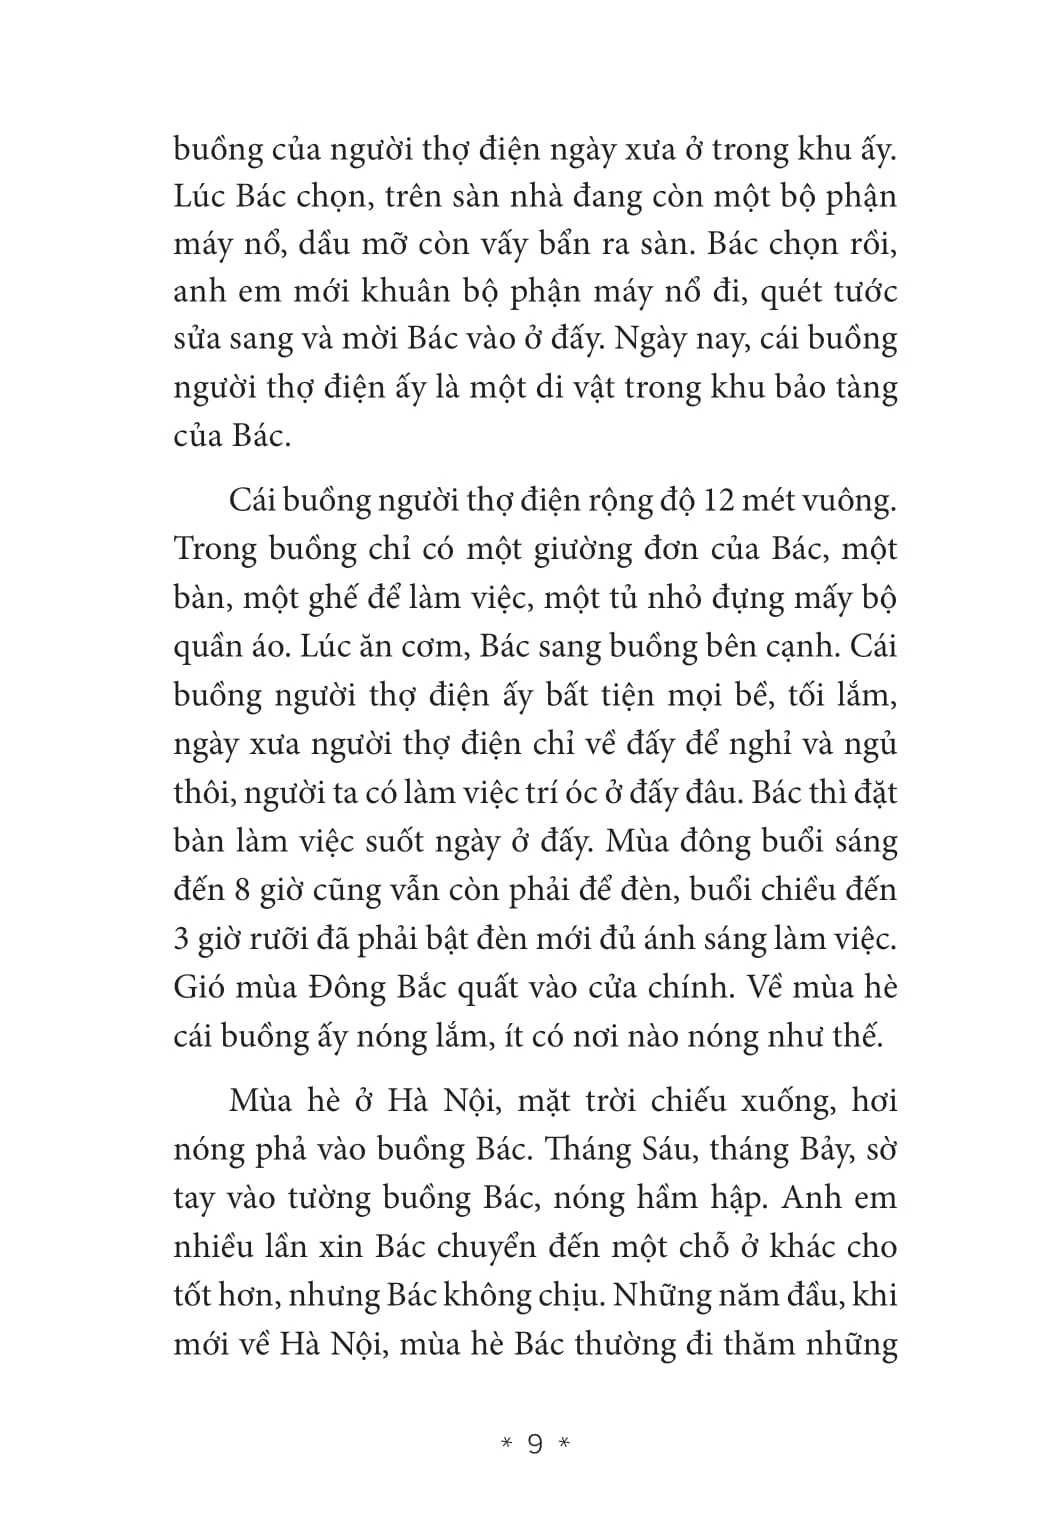 buồng của người thợ điện ngày xưa ở trong khu ấy.
Lúc Bác chọn, trên sàn nhà đang còn một bộ phận
máy nổ, dầu mỡ còn vấy bẩn ra sàn. Bác chọn rồi,
anh em mới khuân bộ phận máy nổ đi, quét tước
sửa sang và mời Bác vào ở đấy. Ngày nay, cái buồng
người thợ điện ấy là một di vật trong khu bảo tàng
của Bác.
Cái buồng người thợ điện rộng độ 12 mét vuông.
Trong buồng chỉ có một giường đơn của Bác, một
bàn, một ghế để làm việc, một tủ nhỏ đựng mấy bộ
quần áo. Lúc ăn cơm, Bác sang buồng bên cạnh. Cái
buồng người thợ điện ấy bất tiện mọi bề, tối lắm,
ngày xưa người thợ điện chỉ về đấy để nghỉ và ngủ
thôi, người ta có làm việc trí óc ở đấy đâu. Bác thì đặt
bàn làm việc suốt ngày ở đấy. Mùa đông buổi sáng
đến 8 giờ cũng vẫn còn phải để đèn, buổi chiều đến
3 giờ rưỡi đã phải bật đèn mới đủ ánh sáng làm việc.
Gió mùa Đông Bắc quất vào cửa chính. Về mùa hè
cái buồng ấy nóng lắm, ít có nơi nào nóng như thế.
Mùa hè ở Hà Nội, mặt trời chiếu xuống, hơi
nóng phả vào buồng Bác. Tháng Sáu, tháng Bảy, sờ
tay vào tường buồng Bác, nóng hầm hập. Anh em
nhiều lần xin Bác chuyển đến một chỗ ở khác cho
tốt hơn, nhưng Bác không chịu. Những năm đầu, khi
mới về Hà Nội, mùa hè Bác thường đi thăm những
* 9 *